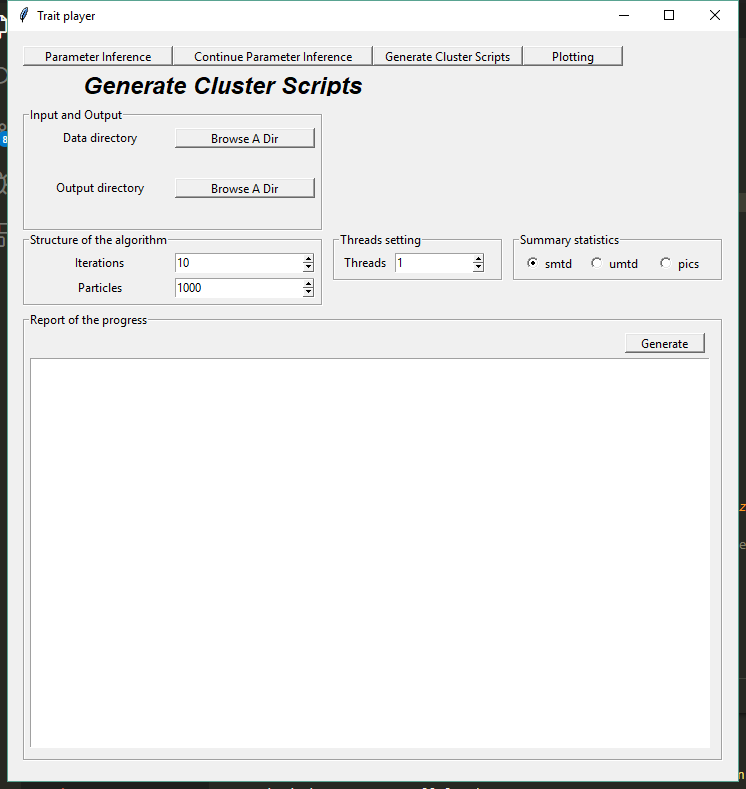 Trait player
Parameter Inference Continue Parameter Inference Generate Cluster Scripts Plotting
Generate Cluster Scripts
Input and Output
Data directory Browse A Dir
Output directory Browse A Dir
Structure of the algorithm
Iterations 10
Particles 1000
Threads setting
Threads 1
Summary statistics
smtd umtd pics
Report of the progress
Generate